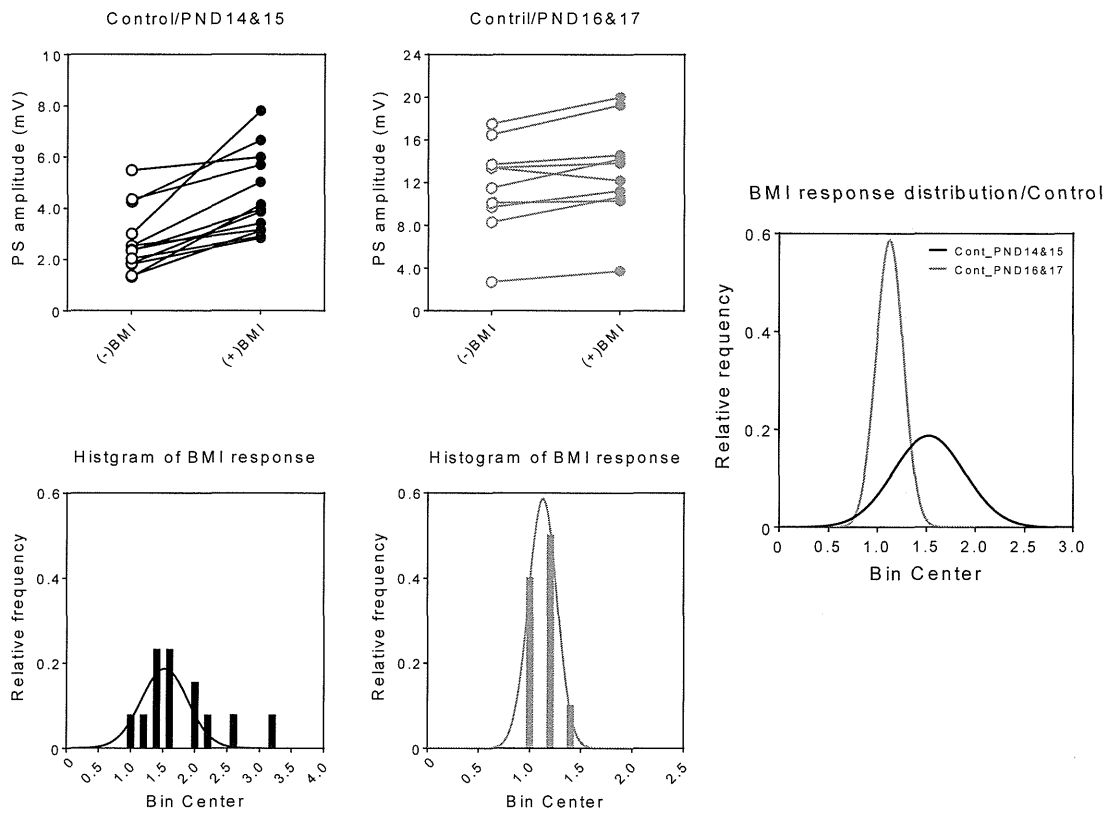 Control/PND14&15
PS amplitude (mV)
10
8.0
6.0
4.0
2.0
0
(-)BMI
(+)BMI
Contril/PND16&17
PS amplitude (mV)
24
20
16
12
8.0
4.0
0
(-)BMI
(+)BMI
BMI response distribution/Control
Relative requency
0.6
0.4
0.2
0
Cont_PND14&15
Cont_PND16&17
0 0.5 1.0 1.5 2.0 2.5 3.0
Bin Center
Histgram of BMI response
Relative frequency
0.6
0.4
0.2
0
0 0.5 1.0 1.5 2.0 2.5 3.0 3.5 4.0
Bin Center
Histogram of BMI response
Relative frequency
0.6
0.4
0.2
0
0 0.5 1.0 1.5 2.0 2.5
Bin Center